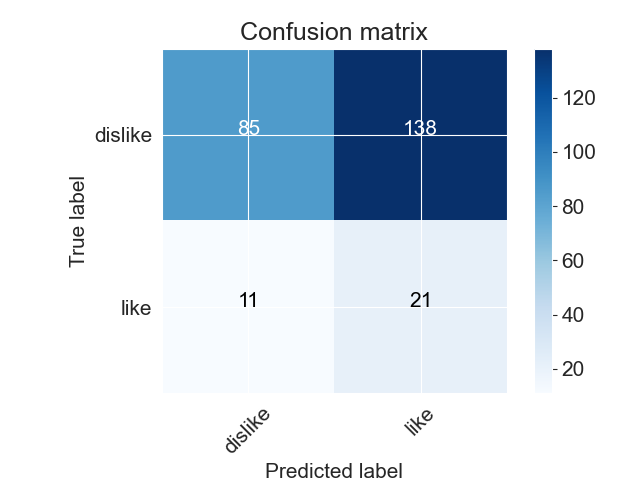 Confusion matrix
True label
dislike
85
138
120
100
80
60
40
20
like
11
21
dislike
like
Predicted label